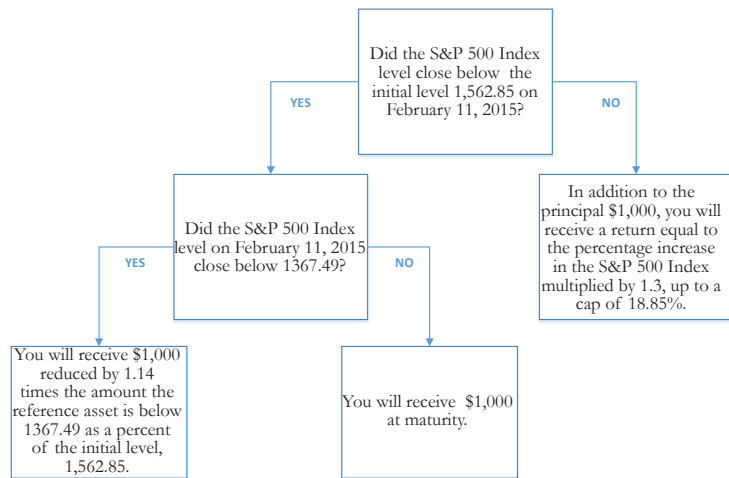 Did the S&P 500 Index
level close below the
initial level 1,562.85 on
February 11, 2015?
YES
NO
Did the S&P 500 Index
level on February 11, 2015
close below 1367.49?
In addition to the
principal $1,000, you will
receive a return equal to
the percentage increase
in the S&P 500 Index
multiplied by 1.3, up to a
cap of 18.85%.
YES
NO
You will receive $1,000
reduced by 1.14
times the amount the
reference asset is below
1367.49 as a percent
of the initial level,
1,562.85.
You will receive $1,000
at maturity.